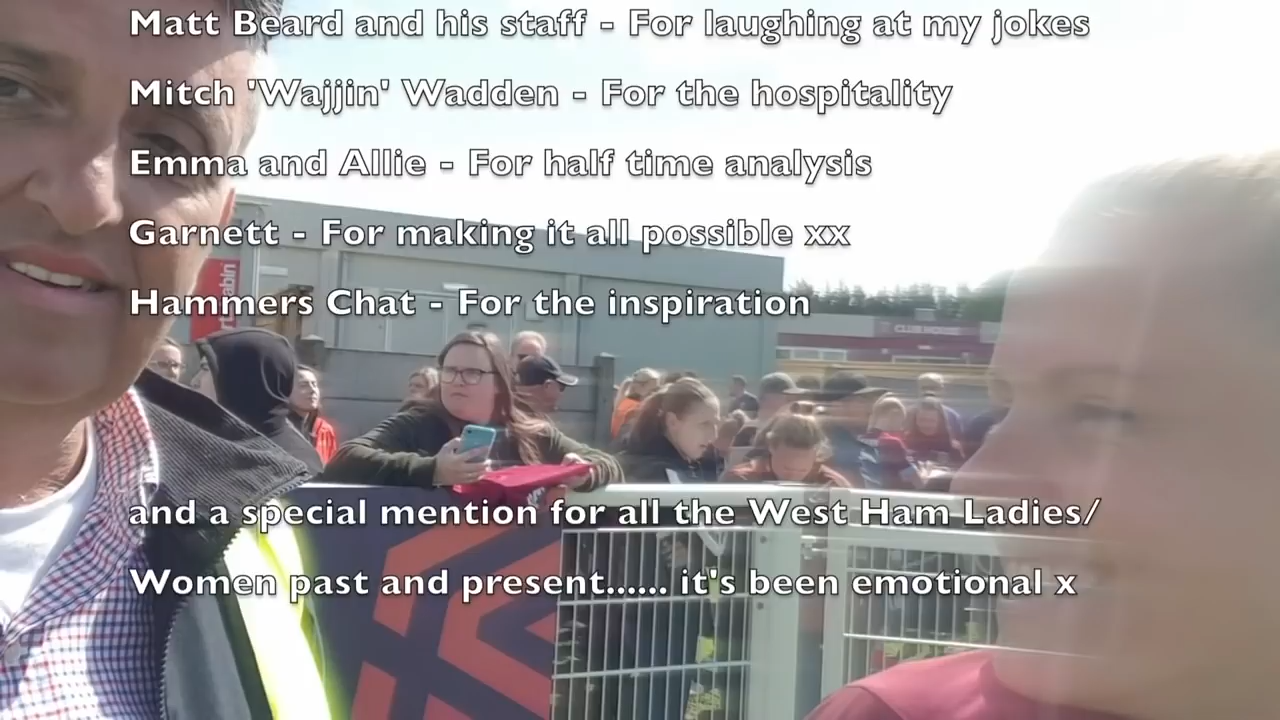 Matt Beard and his staff - For laughing at my jokes
Mitch 'Wajjin' Wadden - For the hospitality
Emma and Allie - For half time analysis
Garnett - For making it all possible xx
Hammers Chat - For the inspiration
CLUB HOUSE
and a special mention for all the West Ham Ladies/
Women past and present...... it's been emotional x